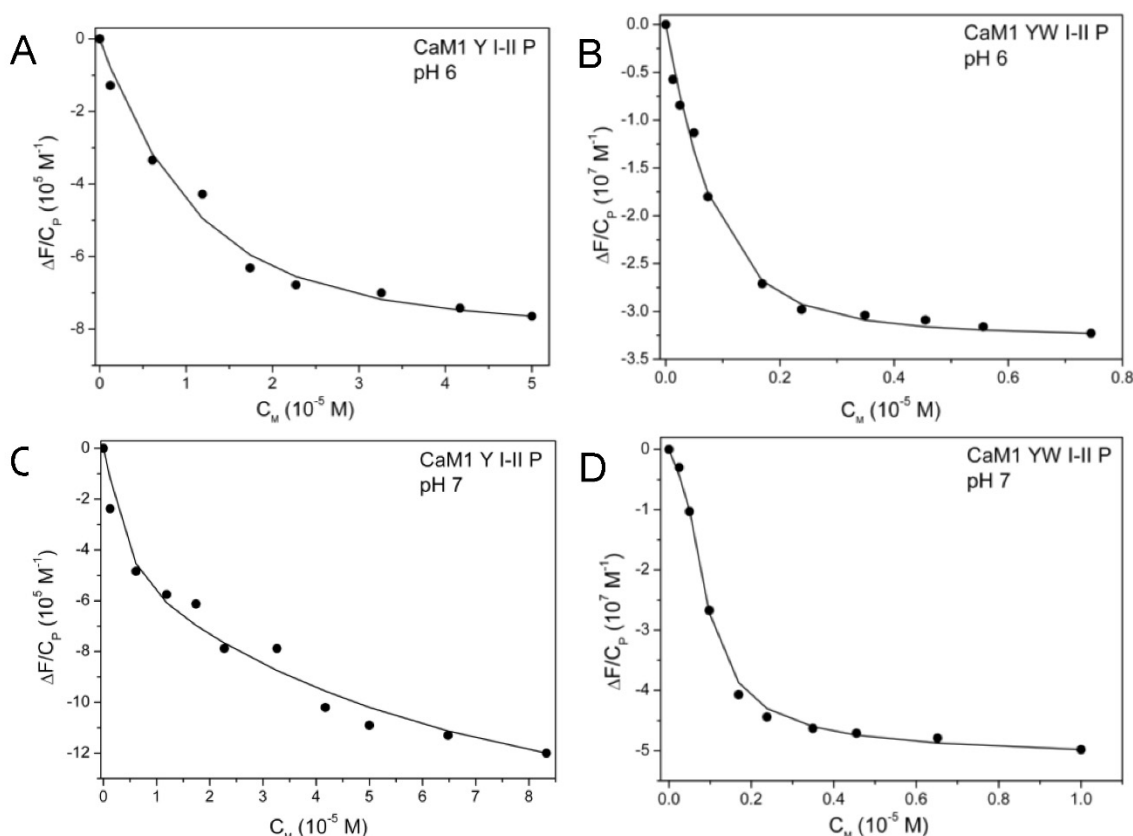 A
CaM1 Y I-II P
pH 6
0
-2
-4
-6
-8
ΔF/C_P (10^5 M^-1)
0 1 2 3 4 5
C_M (10^-5 M)
B
CaM1 YW I-II P
pH 6
0.0
-0.5
-1.0
-1.5
-2.0
-2.5
-3.0
-3.5
ΔF/C_P (10^7 M^-1)
0.0 0.2 0.4 0.6 0.8
C_M (10^-5 M)
C
CaM1 Y I-II P
pH 7
0
-2
-4
-6
-8
-10
-12
ΔF/C_P (10^5 M^-1)
0 1 2 3 4 5 6 7 8
(10^-5 M)
D
CaM1 YW I-II P
pH 7
0
-1
-2
-3
-4
-5
ΔF/C_P (10^7 M^-1)
0.0 0.2 0.4 0.6 0.8 1.0
C_M (10^-5 M)